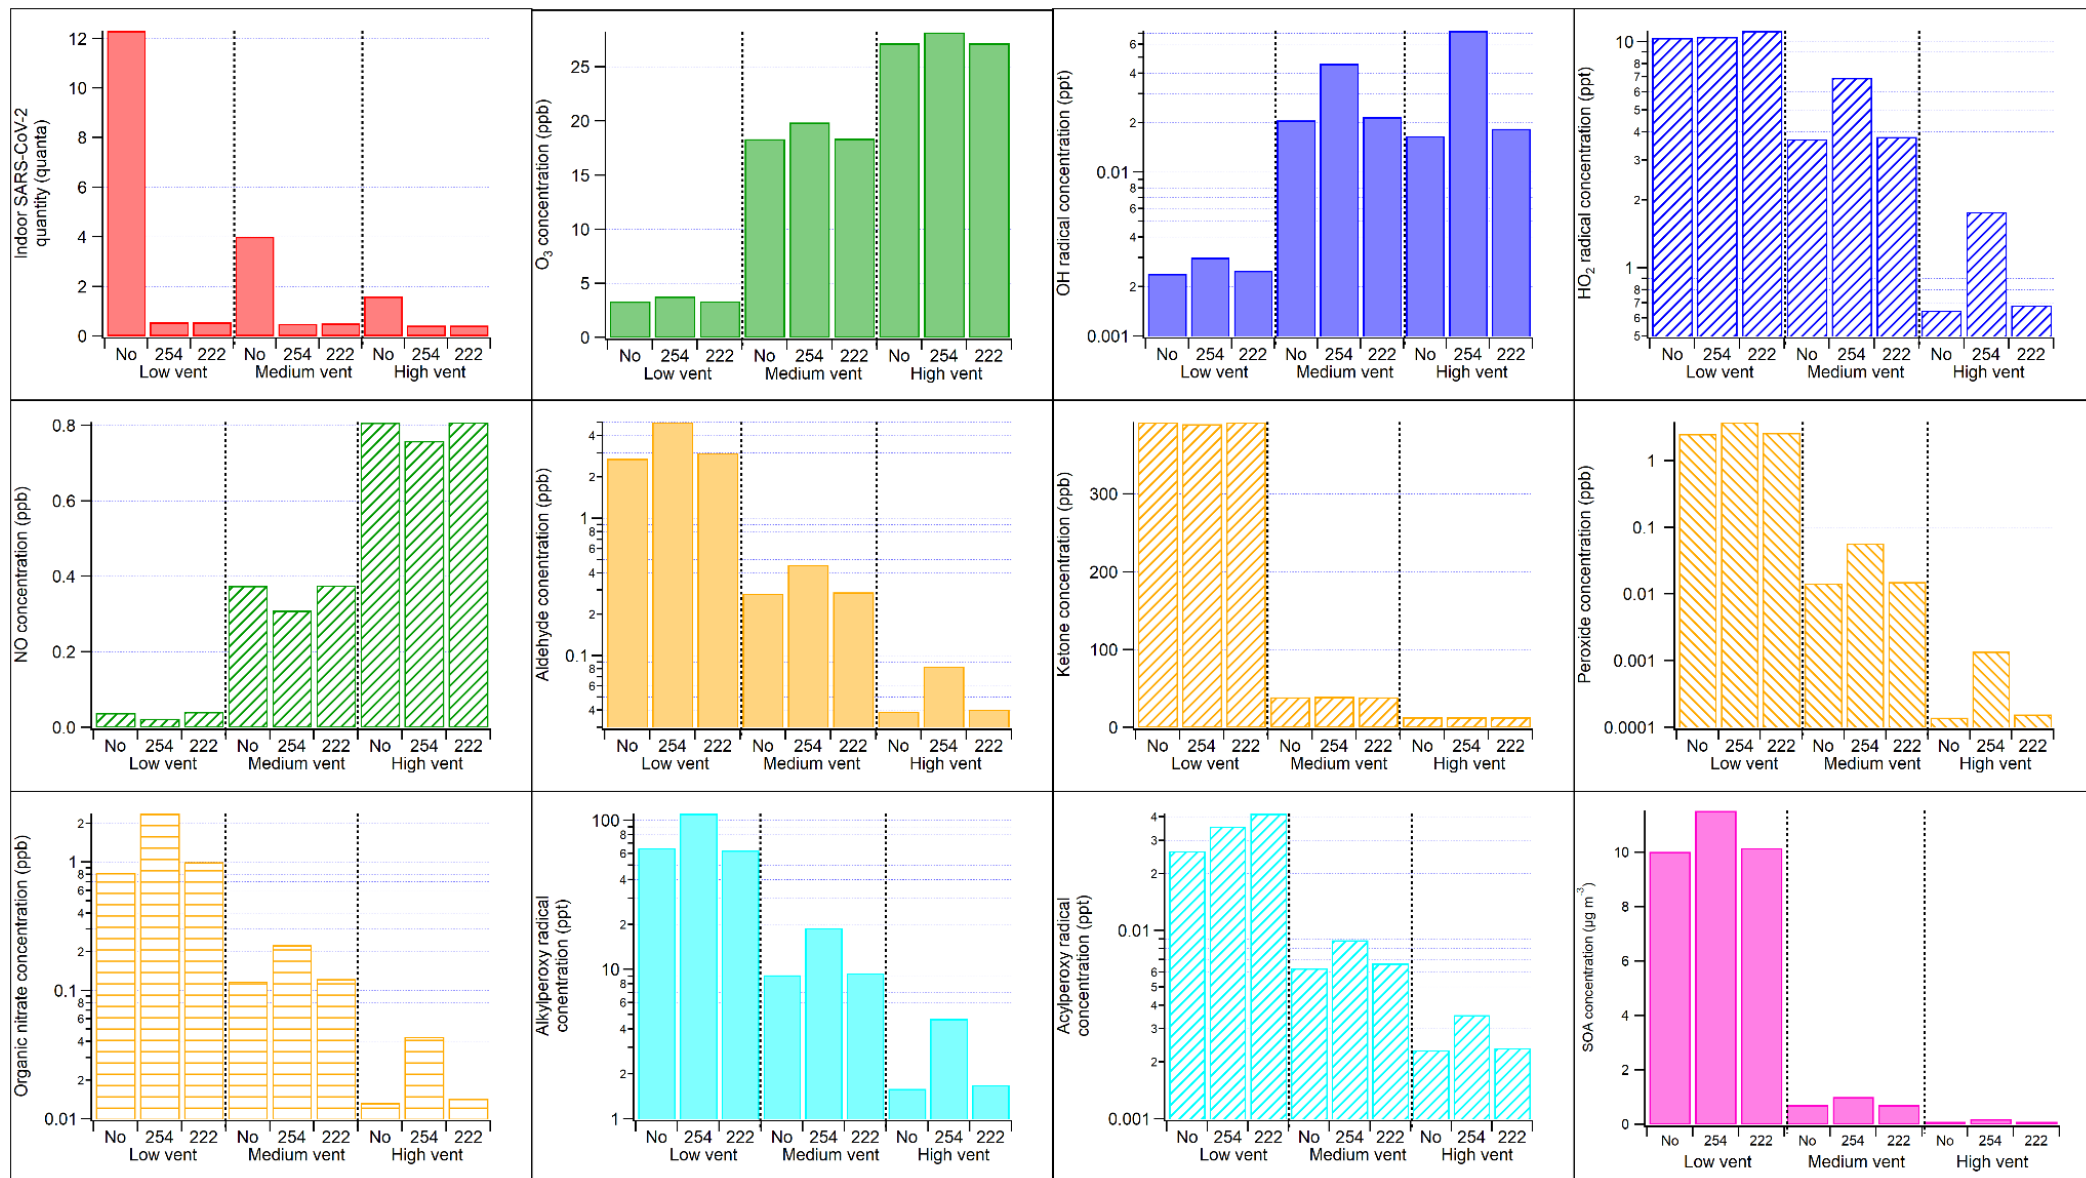 Indoor SARS-CoV-2
quantity (quanta)
12
10
8
6
4
2
0
No 254 222 No 254 222 No 254 222
Low vent Medium vent High vent
O3 concentration (ppb)
25
20
15
10
5
0
No 254 222 No 254 222 No 254 222
Low vent Medium vent High vent
OH radical concentration (ppt)
6
4
2
0.01
8
6
4
2
0.001
No 254 222 No 254 222 No 254 222
Low vent Medium vent High vent
HO2 radical concentration (ppt)
10
9
8
7
6
5
4
3
2
1
9
8
7
6
5
No 254 222 No 254 222 No 254 222
Low vent Medium vent High vent
NO concentration (ppb)
0.8
0.6
0.4
0.2
0.0
No 254 222 No 254 222 No 254 222
Low vent Medium vent High vent
Aldehyde conentration (ppb)
4
2
1
8
6
4
2
0.1
8
6
4
No 254 222 No 254 222 No 254 222
Low vent Medium vent High vent
Ketone concentration (ppb)
300
200
100
0
No 254 222 No 254 222 No 254 222
Low vent Medium vent High vent
Peroxide concentration (ppb)
1
0.1
0.01
0.001
0.0001
No 254 222 No 254 222 No 254 222
Low vent Medium vent High vent
Organic nitrate concentration (ppb)
2
1
8
6
4
2
0.1
8
6
4
2
0.01
No 254 222 No 254 222 No 254 222
Low vent Medium vent High vent
Alkylperoxy radical
conentration (ppt)
100
8
6
4
2
10
8
6
4
2
1
No 254 222 No 254 222 No 254 222
Low vent Medium vent High vent
Acylperoxy radical
concentration (ppt)
4
3
2
0.01
8
6
5
4
3
2
0.001
No 254 222 No 254 222 No 254 222
Low vent Medium vent High vent
SOA concentration (µg m-3)
10
8
6
4
2
0
No 254 222 No 254 222 No 254 222
Low vent Medium vent High vent